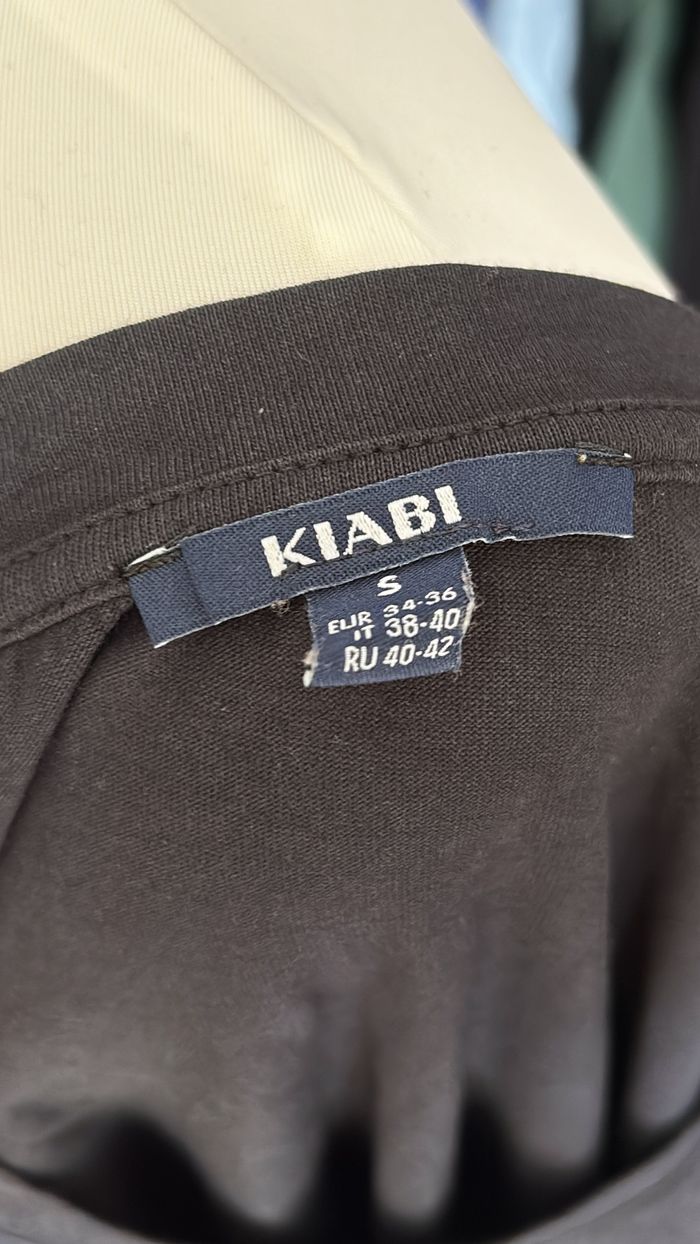 KIABI
S
EUR 34-36
IT 38-40
RU 40-42